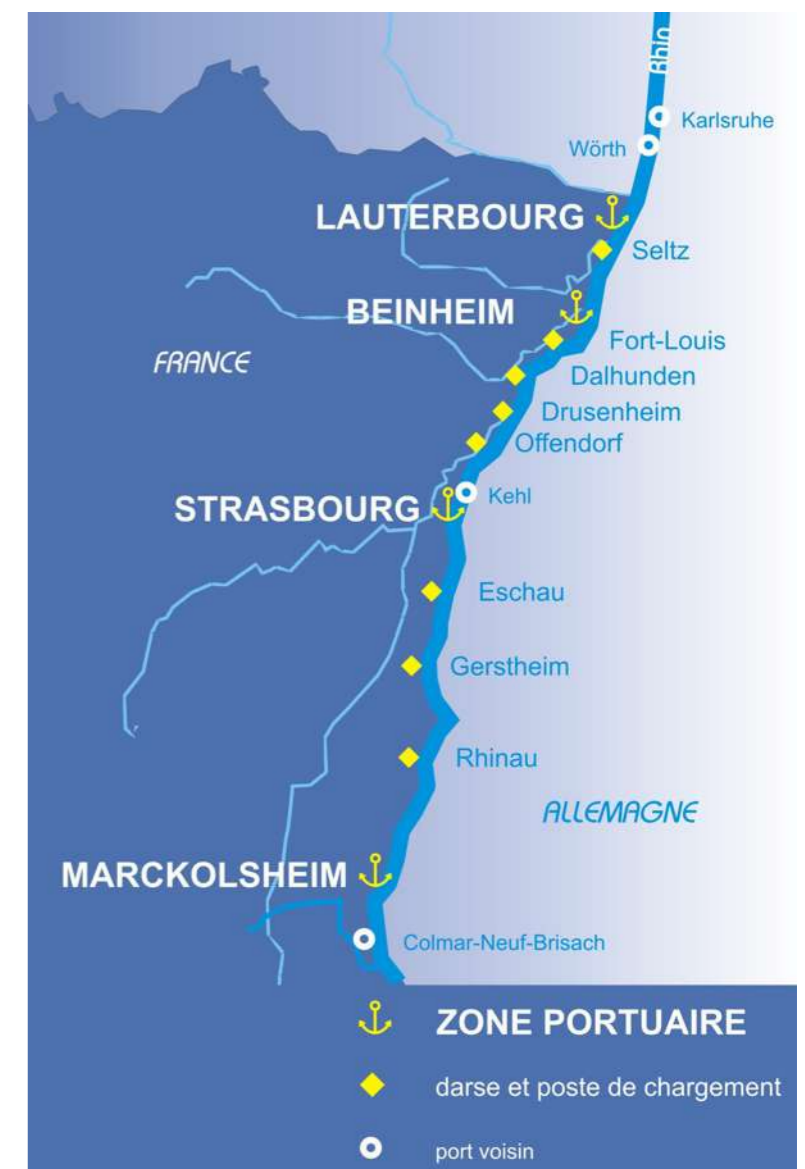 Rhin
Karlsruhe
Wörth
LAUTERBOURG
Seltz
BEINHEIM
Fort-Louis
FRANCE
Dalhunden
Drusenheim
Offendorf
STRASBOURG
Kehl
Eschau
Gerstheim
Rhinau
ALLEMAGNE
MARCKOLSHEIM
Colmar-Neuf-Brisach
ZONE PORTUAIRE
darse et poste de chargement
port voisin